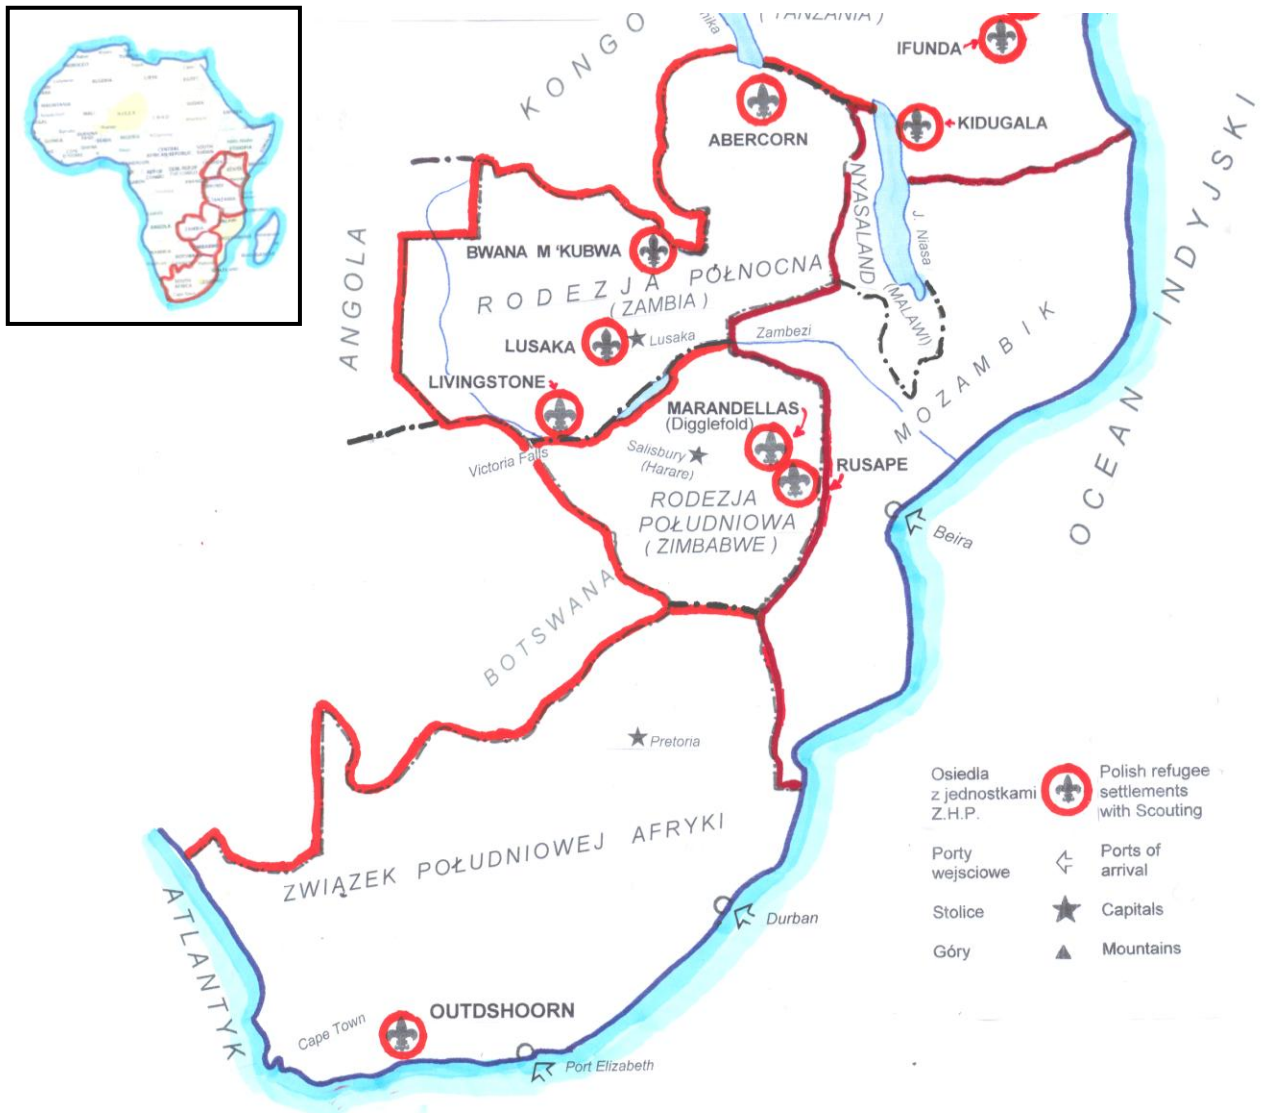 KONGO
(TANZANIA)
IFUNDA
KIDUGALA
ABERCORN
NYASALAND
J. Niasa
(MALAWI)
ANGOLA
BWANA M 'KUBWA
RODEZJA PÓŁNOCNA
(ZAMBIA)
LUSAKA
Lusaka
Zambezi
LIVINGSTONE
Victoria Falls
MARANDELLAS
(Digglefold)
Salisbury
(Harare)
RUSAPE
RODEZJA
POŁUDNIOWA
(ZIMBABWE)
MOZAMBIK
OCEAN INDYJSKI
Beira
BOTSWANA
Pretoria
ZWIĄZEK POŁUDNIOWEJ AFRYKI
Durban
ATLANTYK
Cape Town
OUTDSHOORN
Port Elizabeth
Osiedla
z jednostkami
Z.H.P.
Polish refugee
settlements
with Scouting
Porty
wejsciowe
Ports of
arrival
Stolice
Capitals
Góry
Mountains